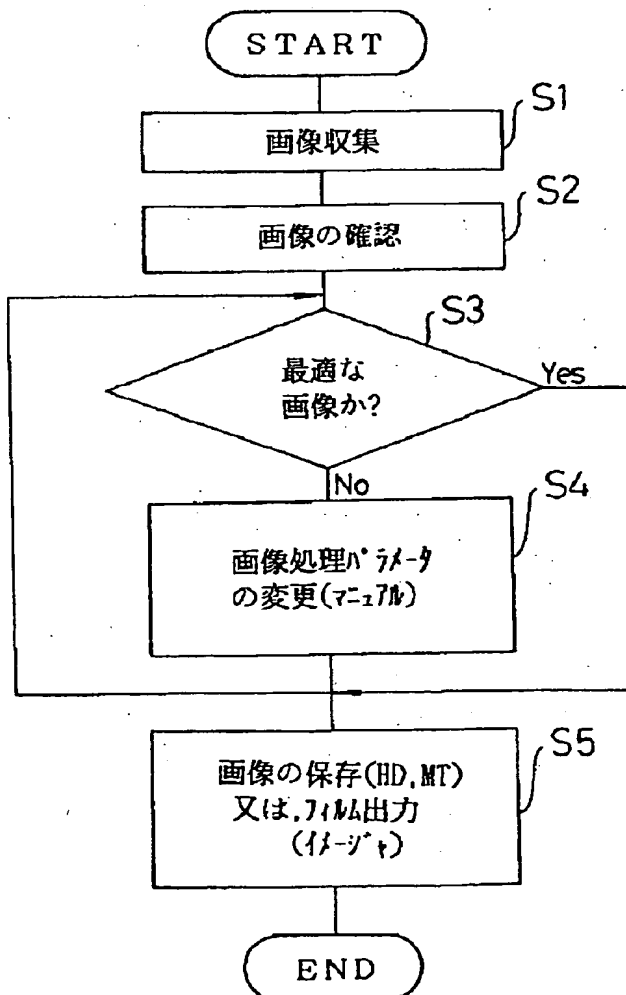 START
S1
画像収集
S2
画像の確認
S3
最適な
画像か?
Yes
No
S4
画像処理ﾊﾟﾗﾒｰﾀ
の変更(ﾏﾆｭｱﾙ)
S5
画像の保存(HD,MT)
又は,ﾌｨﾙﾑ出力
(ｲﾒｰｼﾞｬ)
END